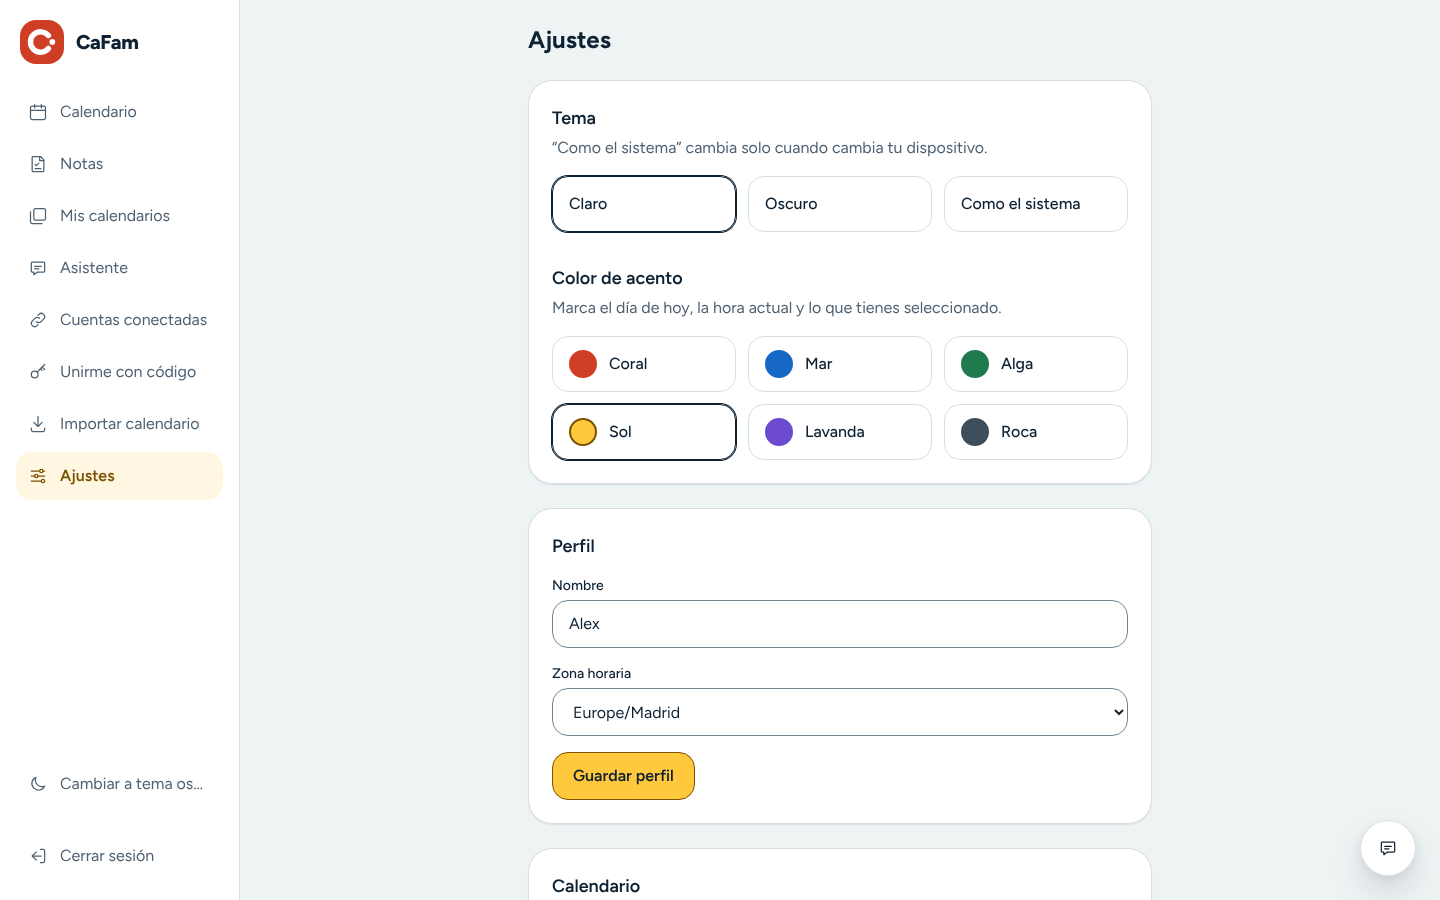 CaFam
Calendario
Notas
Mis calendarios
Asistente
Cuentas conectadas
Unirme con código
Importar calendario
Ajustes
Cambiar a tema os...
Cerrar sesión
Ajustes
Tema
“Como el sistema” cambia solo cuando cambia tu dispositivo.
Claro
Oscuro
Como el sistema
Color de acento
Marca el día de hoy, la hora actual y lo que tienes seleccionado.
Coral
Mar
Alga
Sol
Lavanda
Roca
Perfil
Nombre
Alex
Zona horaria
Europe/Madrid
Guardar perfil
Calendario